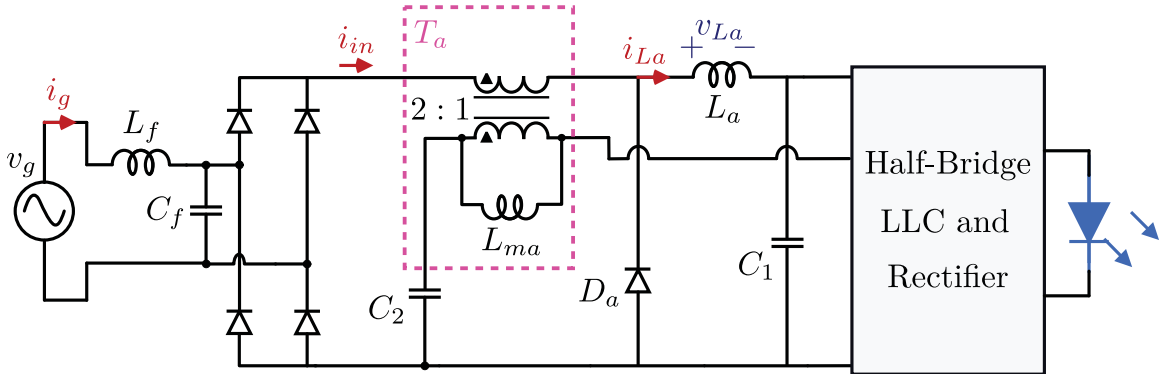 T_a
i_in
i_La
+ v_La −
i_g
L_f
2 : 1
L_a
v_g
C_f
L_ma
Half-Bridge
LLC and
Rectifier
C_2
D_a
C_1